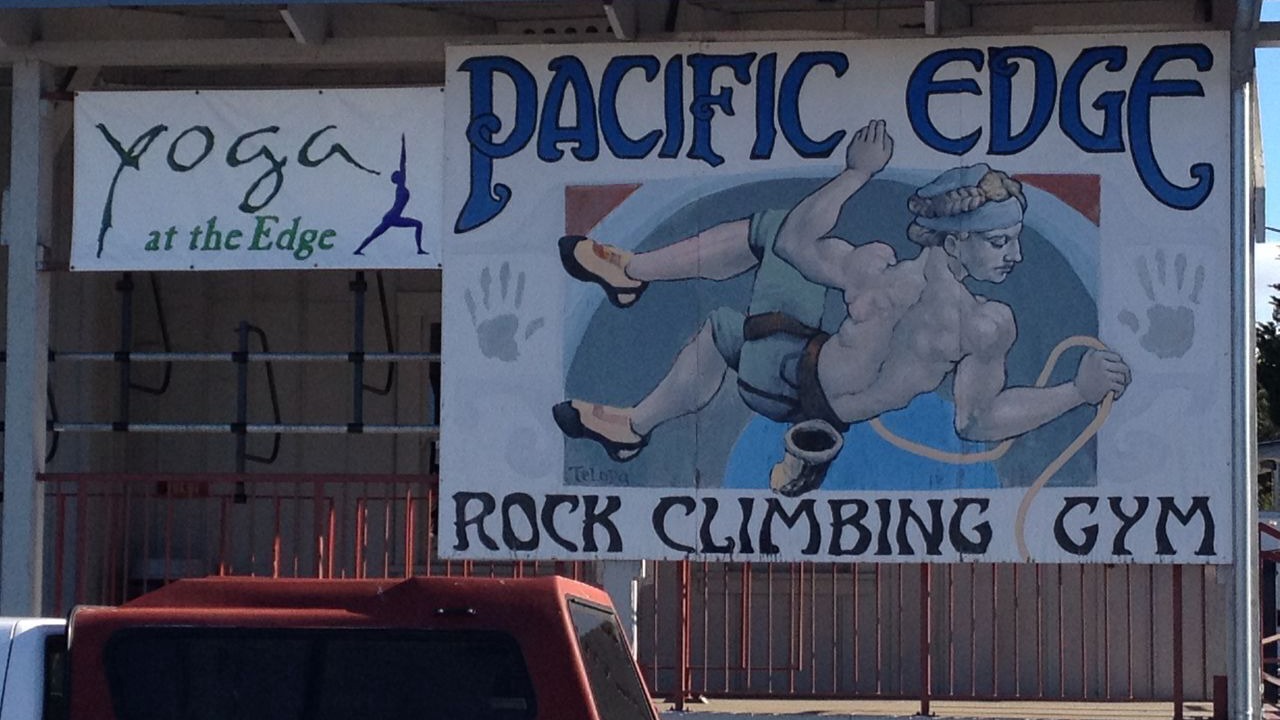 yoga
at the Edge
PACIFIC EDGE
ROCK CLIMBING GYM